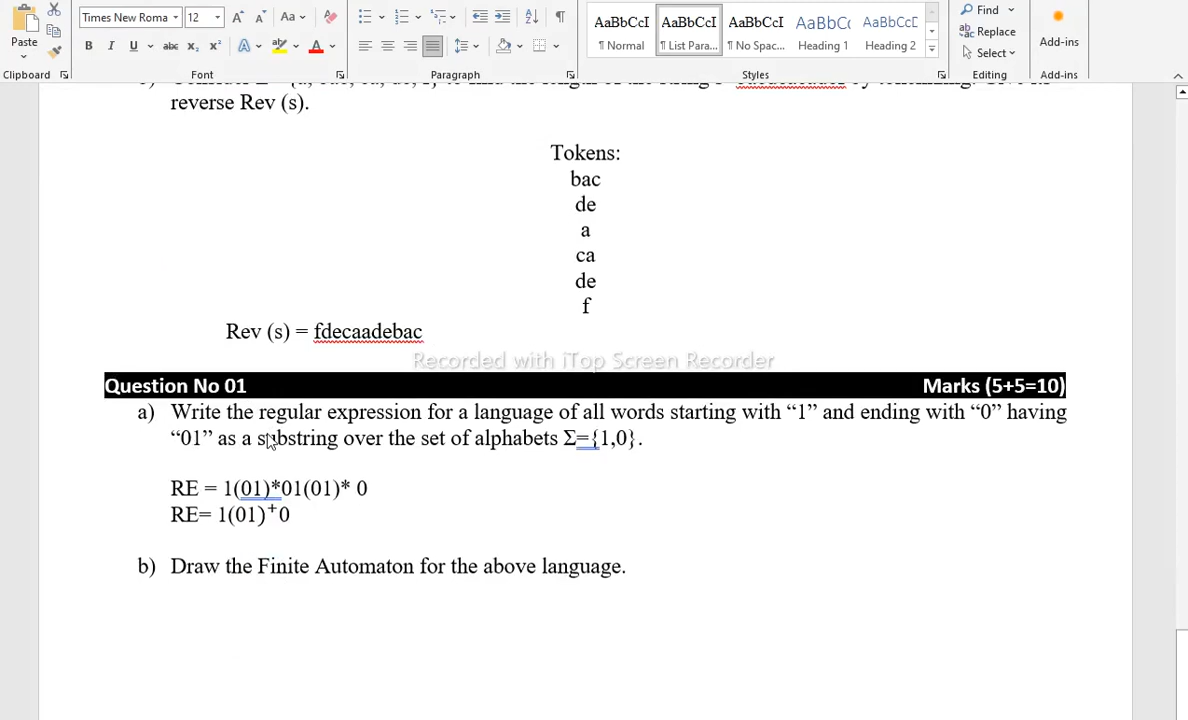 Times New Roma 12 Aa
Find
Replace
Select
Paste
B I U abc x₂ x² A A
AaBbCcI AaBbCcI AaBbCcI AaBbCc AaBbCcD
¶ Normal ¶ List Para... ¶ No Spac... Heading 1 Heading 2
Add-ins
Clipboard Font Paragraph Styles Editing Add-ins
reverse Rev (s).
Tokens:
bac
de
a
ca
de
f
Rev (s) = fdecaadebac
Recorded with iTop Screen Recorder
Question No 01 Marks (5+5=10)
a) Write the regular expression for a language of all words starting with “1” and ending with “0” having
“01” as a substring over the set of alphabets Σ={1,0}.
RE = 1(01)*01(01)* 0
RE= 1(01)⁺0
b) Draw the Finite Automaton for the above language.